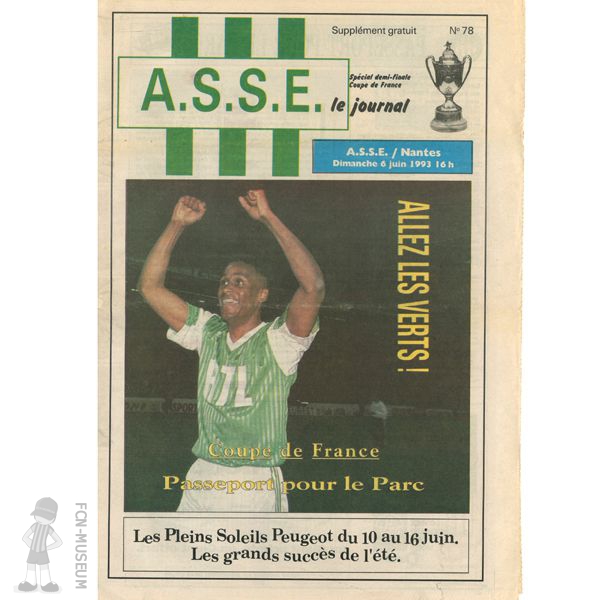 Supplément gratuit
N° 78
A.S.S.E. le journal
Spécial demi-finale
Coupe de France
A.S.S.E. / Nantes
Dimanche 6 juin 1993 16 h
ALLEZ LES VERTS !
RTL
Coupe de France
Passeport pour le Parc
Les Pleins Soleils Peugeot du 10 au 16 juin.
Les grands succès de l'été.
FCN-MUSEUM